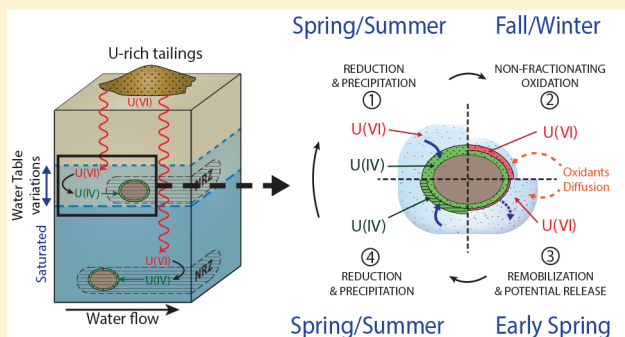 U-rich tailings
U(VI)
Water Table
variations
Saturated
U(VI)
U(IV)
NRZ
U(VI)
U(IV)
NRZ
Water flow
Spring/Summer
Fall/Winter
REDUCTION
& PRECIPITATION
①
NON-FRACTIONATING
OXIDATION
②
U(VI)
U(VI)
U(IV)
Oxidants
Diffusion
U(IV)
U(VI)
U(VI)
④
REDUCTION
& PRECIPITATION
③
REMOBILIZATION
& POTENTIAL RELEASE
Spring/Summer
Early Spring